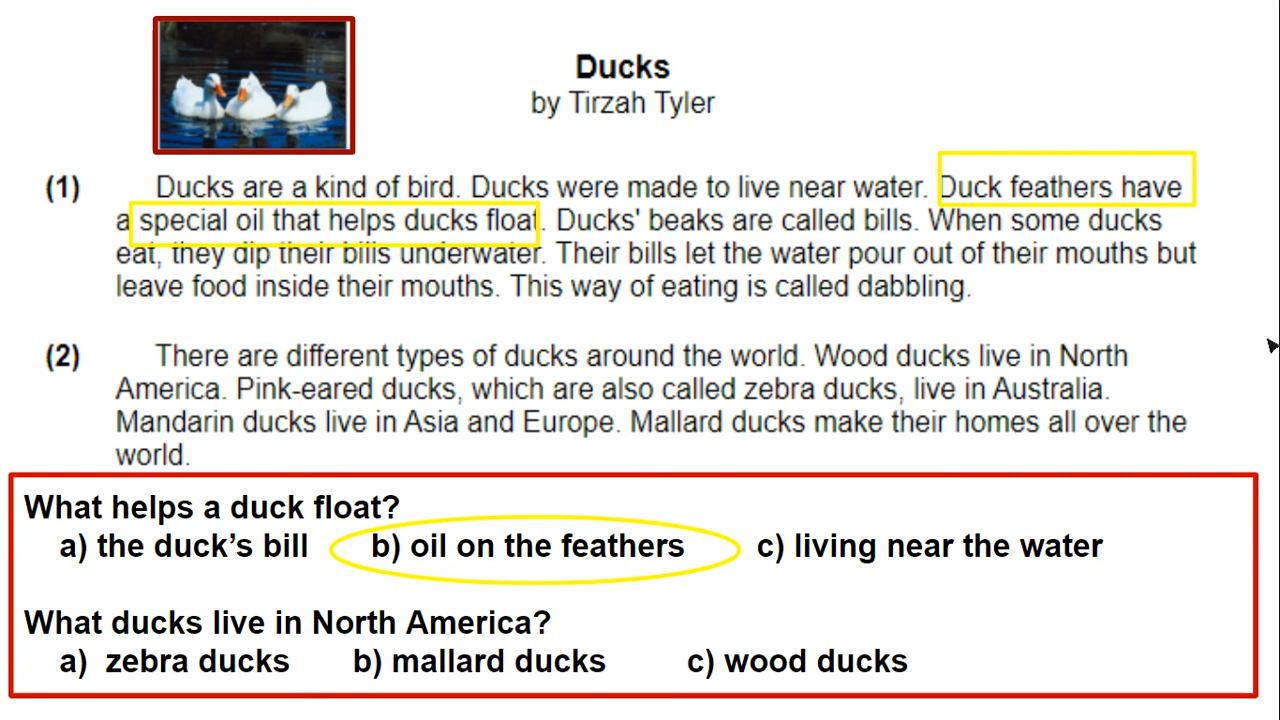 Ducks
by Tirzah Tyler
(1) Ducks are a kind of bird. Ducks were made to live near water. Duck feathers have
a special oil that helps ducks float. Ducks' beaks are called bills. When some ducks
eat, they dip their bills underwater. Their bills let the water pour out of their mouths but
leave food inside their mouths. This way of eating is called dabbling.
(2) There are different types of ducks around the world. Wood ducks live in North
America. Pink-eared ducks, which are also called zebra ducks, live in Australia.
Mandarin ducks live in Asia and Europe. Mallard ducks make their homes all over the
world.
What helps a duck float?
a) the duck’s bill b) oil on the feathers c) living near the water
What ducks live in North America?
a) zebra ducks b) mallard ducks c) wood ducks